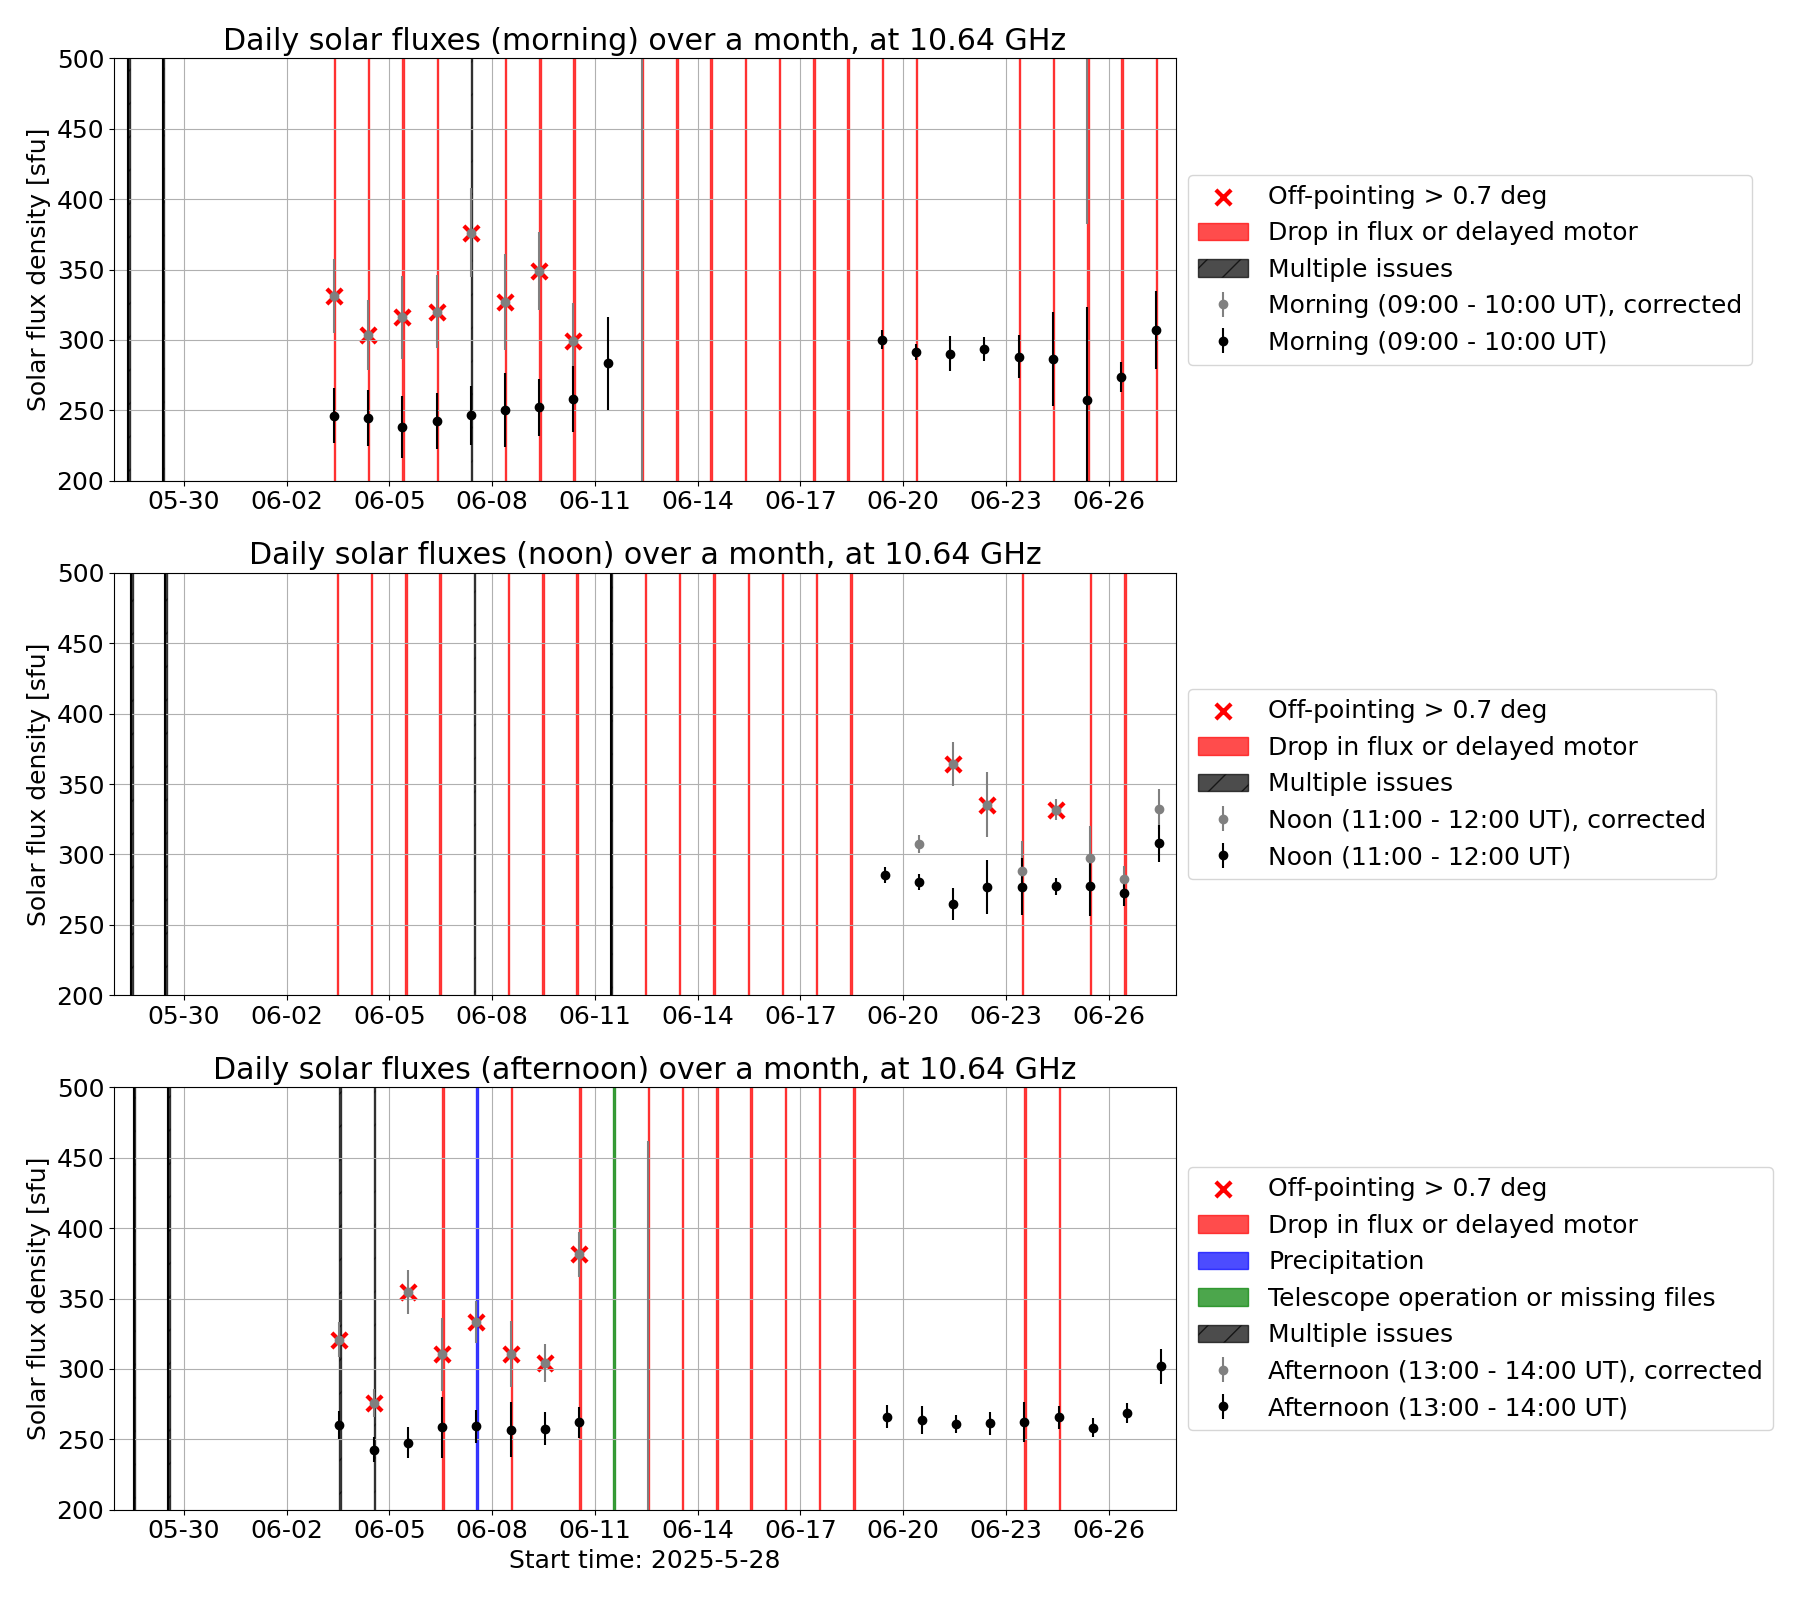 Daily solar fluxes (morning) over a month, at 10.64 GHz
500
450
400
350
300
250
200
Solar flux density [sfu]
05-30 06-02 06-05 06-08 06-11 06-14 06-17 06-20 06-23 06-26
Off-pointing > 0.7 deg
Drop in flux or delayed motor
Multiple issues
Morning (09:00 - 10:00 UT), corrected
Morning (09:00 - 10:00 UT)
Daily solar fluxes (noon) over a month, at 10.64 GHz
500
450
400
350
300
250
200
Solar flux density [sfu]
05-30 06-02 06-05 06-08 06-11 06-14 06-17 06-20 06-23 06-26
Off-pointing > 0.7 deg
Drop in flux or delayed motor
Multiple issues
Noon (11:00 - 12:00 UT), corrected
Noon (11:00 - 12:00 UT)
Daily solar fluxes (afternoon) over a month, at 10.64 GHz
500
450
400
350
300
250
200
Solar flux density [sfu]
05-30 06-02 06-05 06-08 06-11 06-14 06-17 06-20 06-23 06-26
Start time: 2025-5-28
Off-pointing > 0.7 deg
Drop in flux or delayed motor
Precipitation
Telescope operation or missing files
Multiple issues
Afternoon (13:00 - 14:00 UT), corrected
Afternoon (13:00 - 14:00 UT)